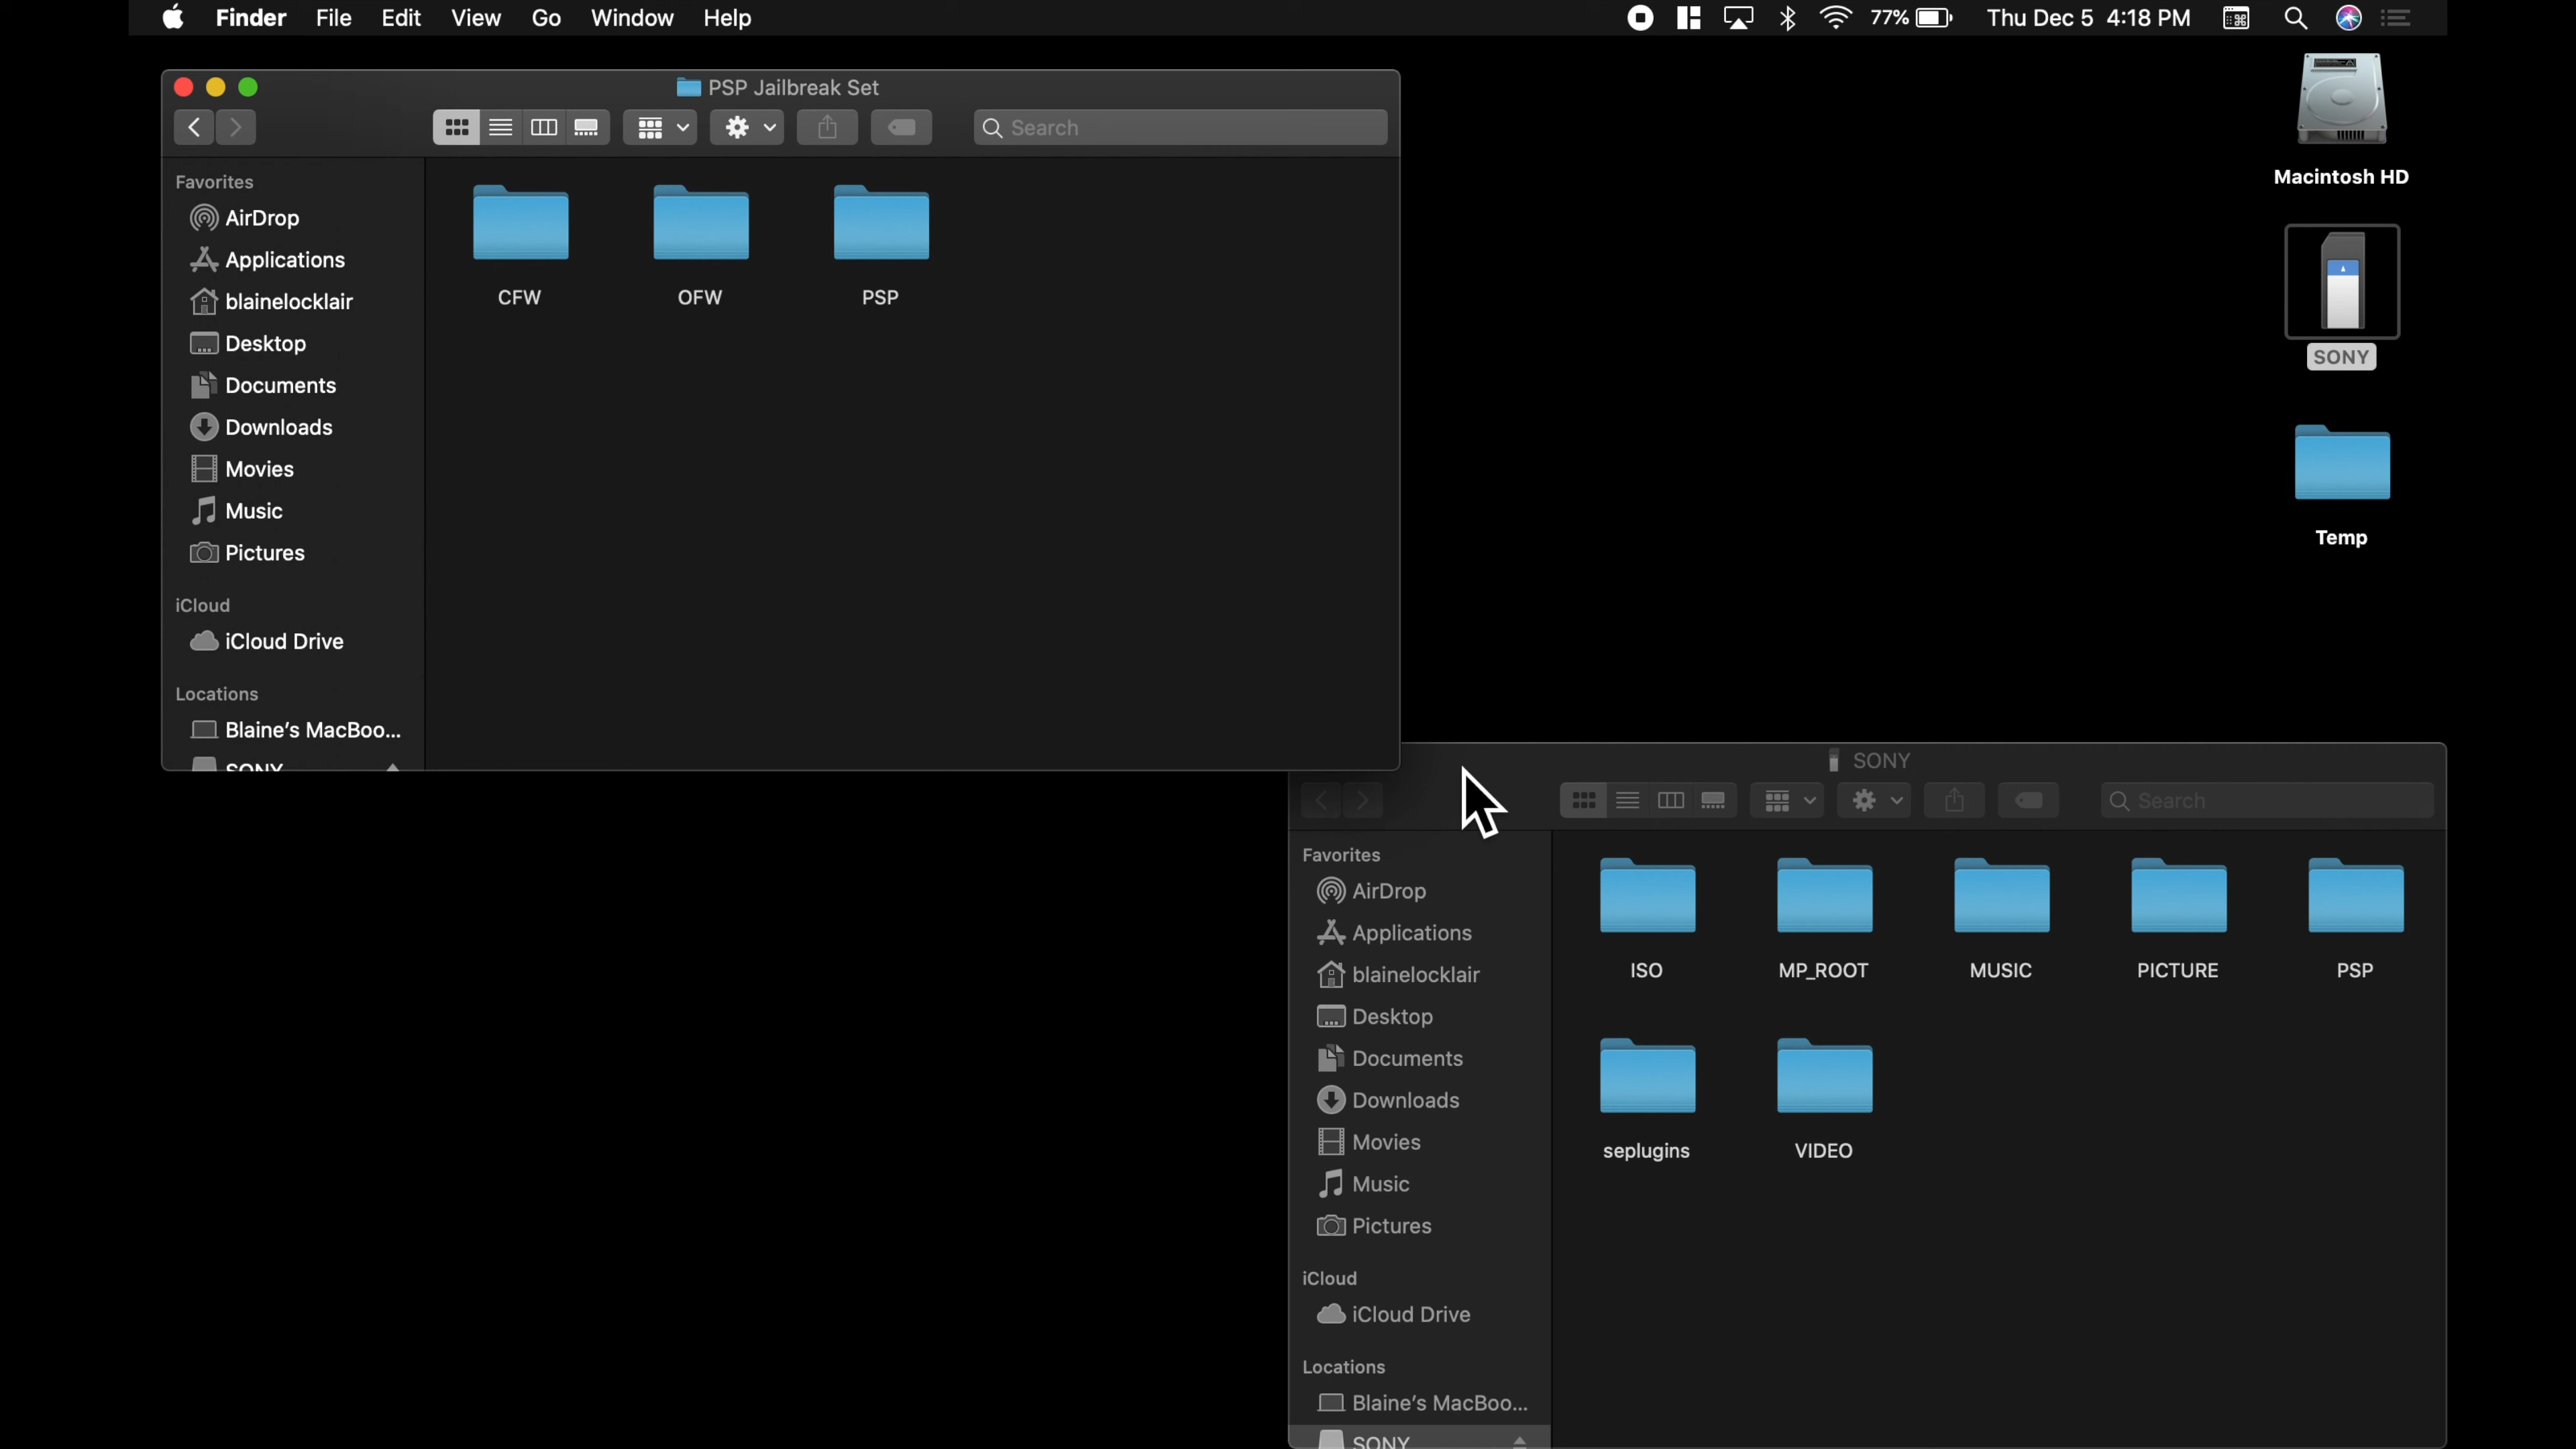 Finder File Edit View Go Window Help 77% Thu Dec 5 4:18 PM
PSP Jailbreak Set
Search
Favorites
AirDrop
Applications
blainelocklair
Desktop
Documents
Downloads
Movies
Music
Pictures
iCloud
iCloud Drive
Locations
Blaine's MacBoo...
SONY
CFW OFW PSP
Macintosh HD
SONY
Temp
SONY
Search
Favorites
AirDrop
Applications
blainelocklair
Desktop
Documents
Downloads
Movies
Music
Pictures
iCloud
iCloud Drive
Locations
Blaine's MacBoo...
SONY
ISO MP_ROOT MUSIC PICTURE PSP
seplugins VIDEO